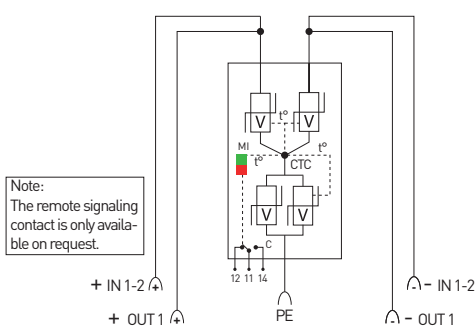 t°
V
V
MI
t°
t°
CTC
Note:
The remote signaling
contact is only availa-
ble on request.
V
V
C
12 11 14
+ IN 1-2 +
- - IN 1-2
+ OUT 1 +
PE
- - OUT 1